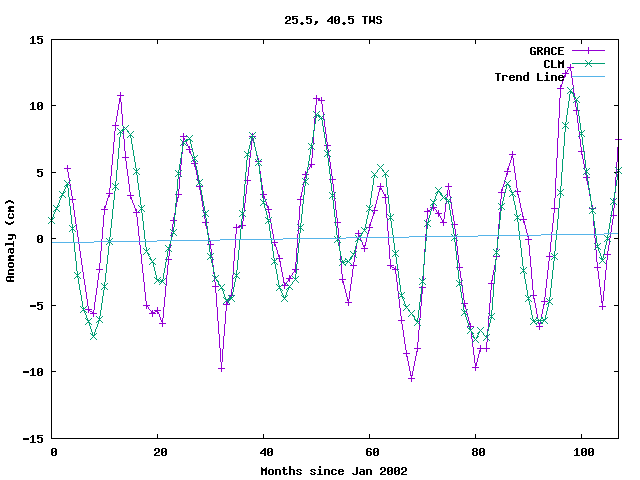 25.5, 40.5 TWS
GRACE
CLM
Trend Line
Anomaly (cm)
15
10
5
0
-5
-10
-15
0 20 40 60 80 100
Months since Jan 2002